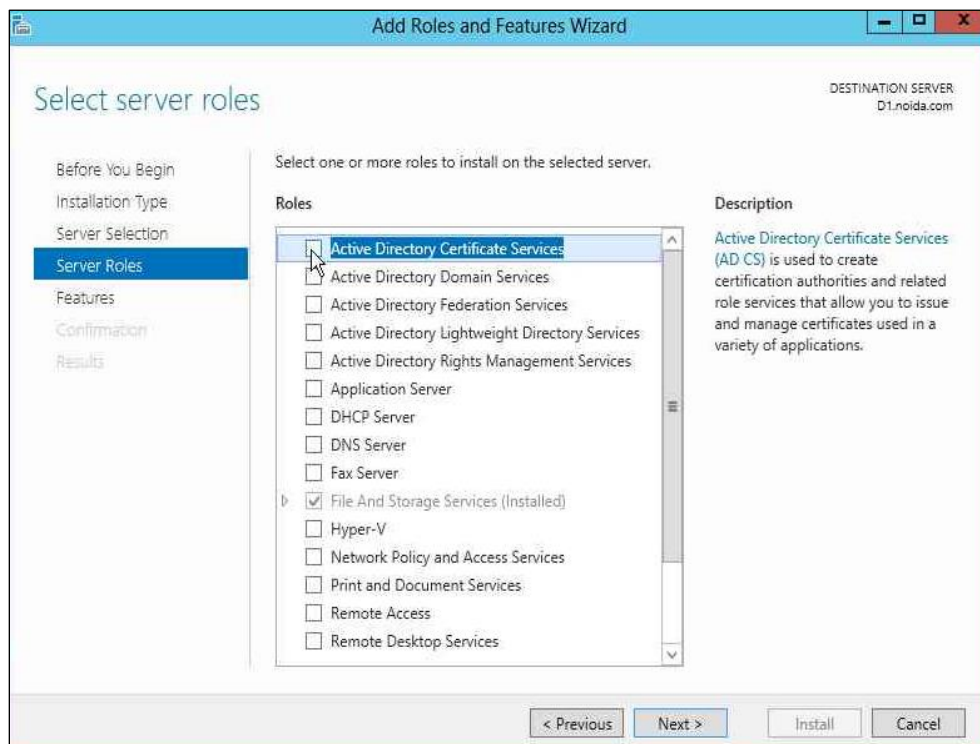 Add Roles and Features Wizard
Select server roles
DESTINATION SERVER
D1.noida.com
Before You Begin
Installation Type
Server Selection
Server Roles
Features
Confirmation
Results
Select one or more roles to install on the selected server.
Roles
Active Directory Certificate Services
Active Directory Domain Services
Active Directory Federation Services
Active Directory Lightweight Directory Services
Active Directory Rights Management Services
Application Server
DHCP Server
DNS Server
Fax Server
File And Storage Services (Installed)
Hyper-V
Network Policy and Access Services
Print and Document Services
Remote Access
Remote Desktop Services
Description
Active Directory Certificate Services
(AD CS) is used to create
certification authorities and related
role services that allow you to issue
and manage certificates used in a
variety of applications.
< Previous
Next >
Install
Cancel